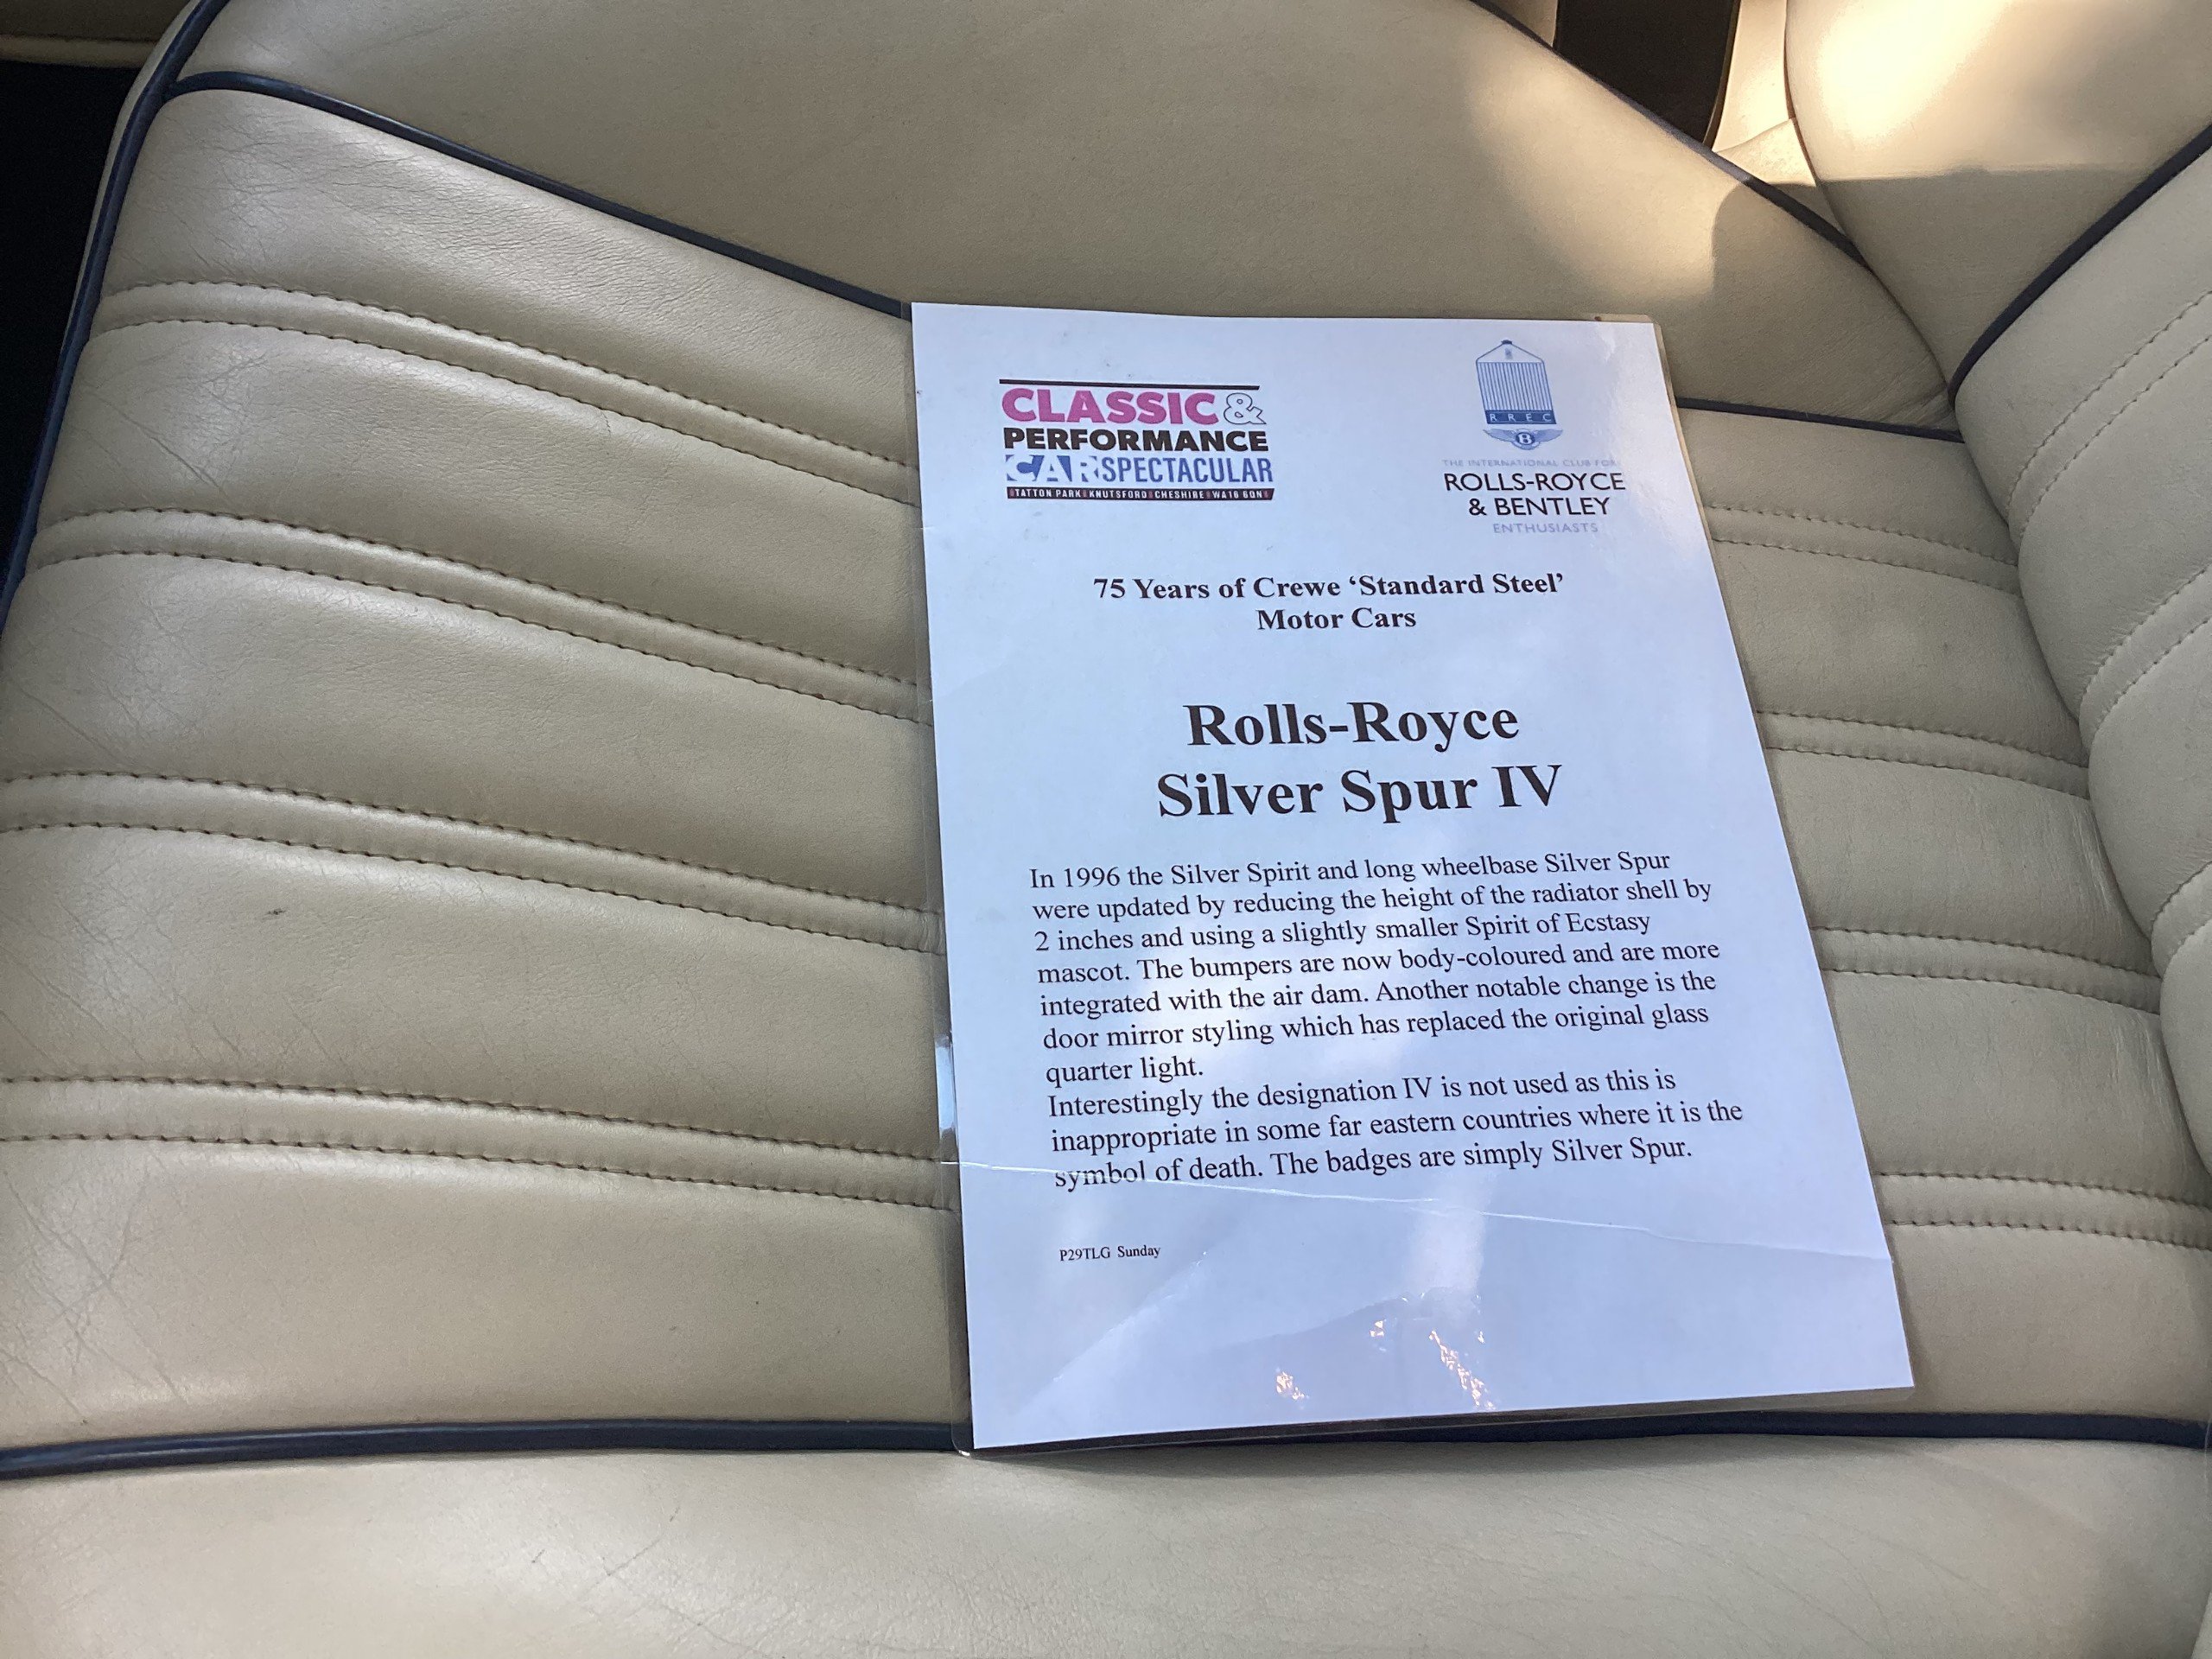 CLASSIC &
PERFORMANCE
CAR SPECTACULAR
TATTON PARK KNUTSFORD CHESHIRE WA16 6QN
R R E C
B
THE INTERNATIONAL CLUB FOR
ROLLS-ROYCE
& BENTLEY
ENTHUSIASTS
75 Years of Crewe ‘Standard Steel’
Motor Cars
Rolls-Royce
Silver Spur IV
In 1996 the Silver Spirit and long wheelbase Silver Spur
were updated by reducing the height of the radiator shell by
2 inches and using a slightly smaller Spirit of Ecstasy
mascot. The bumpers are now body-coloured and are more
integrated with the air dam. Another notable change is the
door mirror styling which has replaced the original glass
quarter light.
Interestingly the designation IV is not used as this is
inappropriate in some far eastern countries where it is the
symbol of death. The badges are simply Silver Spur.
P29TLG Sunday